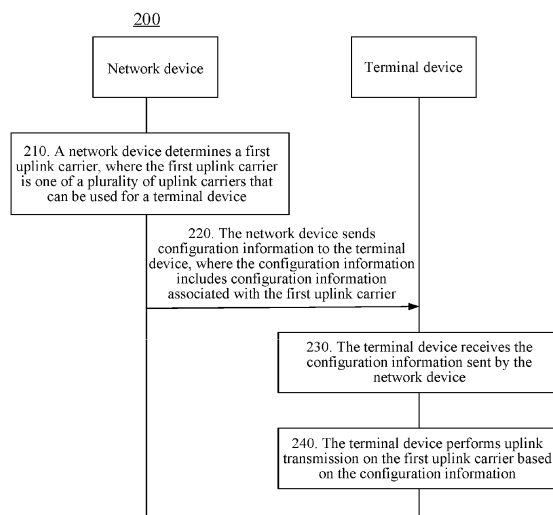 200
Network device
Terminal device
210. A network device determines a first
uplink carrier, where the first uplink carrier
is one of a plurality of uplink carriers that
can be used for a terminal device
220. The network device sends
configuration information to the terminal
device, where the configuration information
includes configuration information
associated with the first uplink carrier
230. The terminal device receives the
configuration information sent by the
network device
240. The terminal device performs uplink
transmission on the first uplink carrier based
on the configuration information